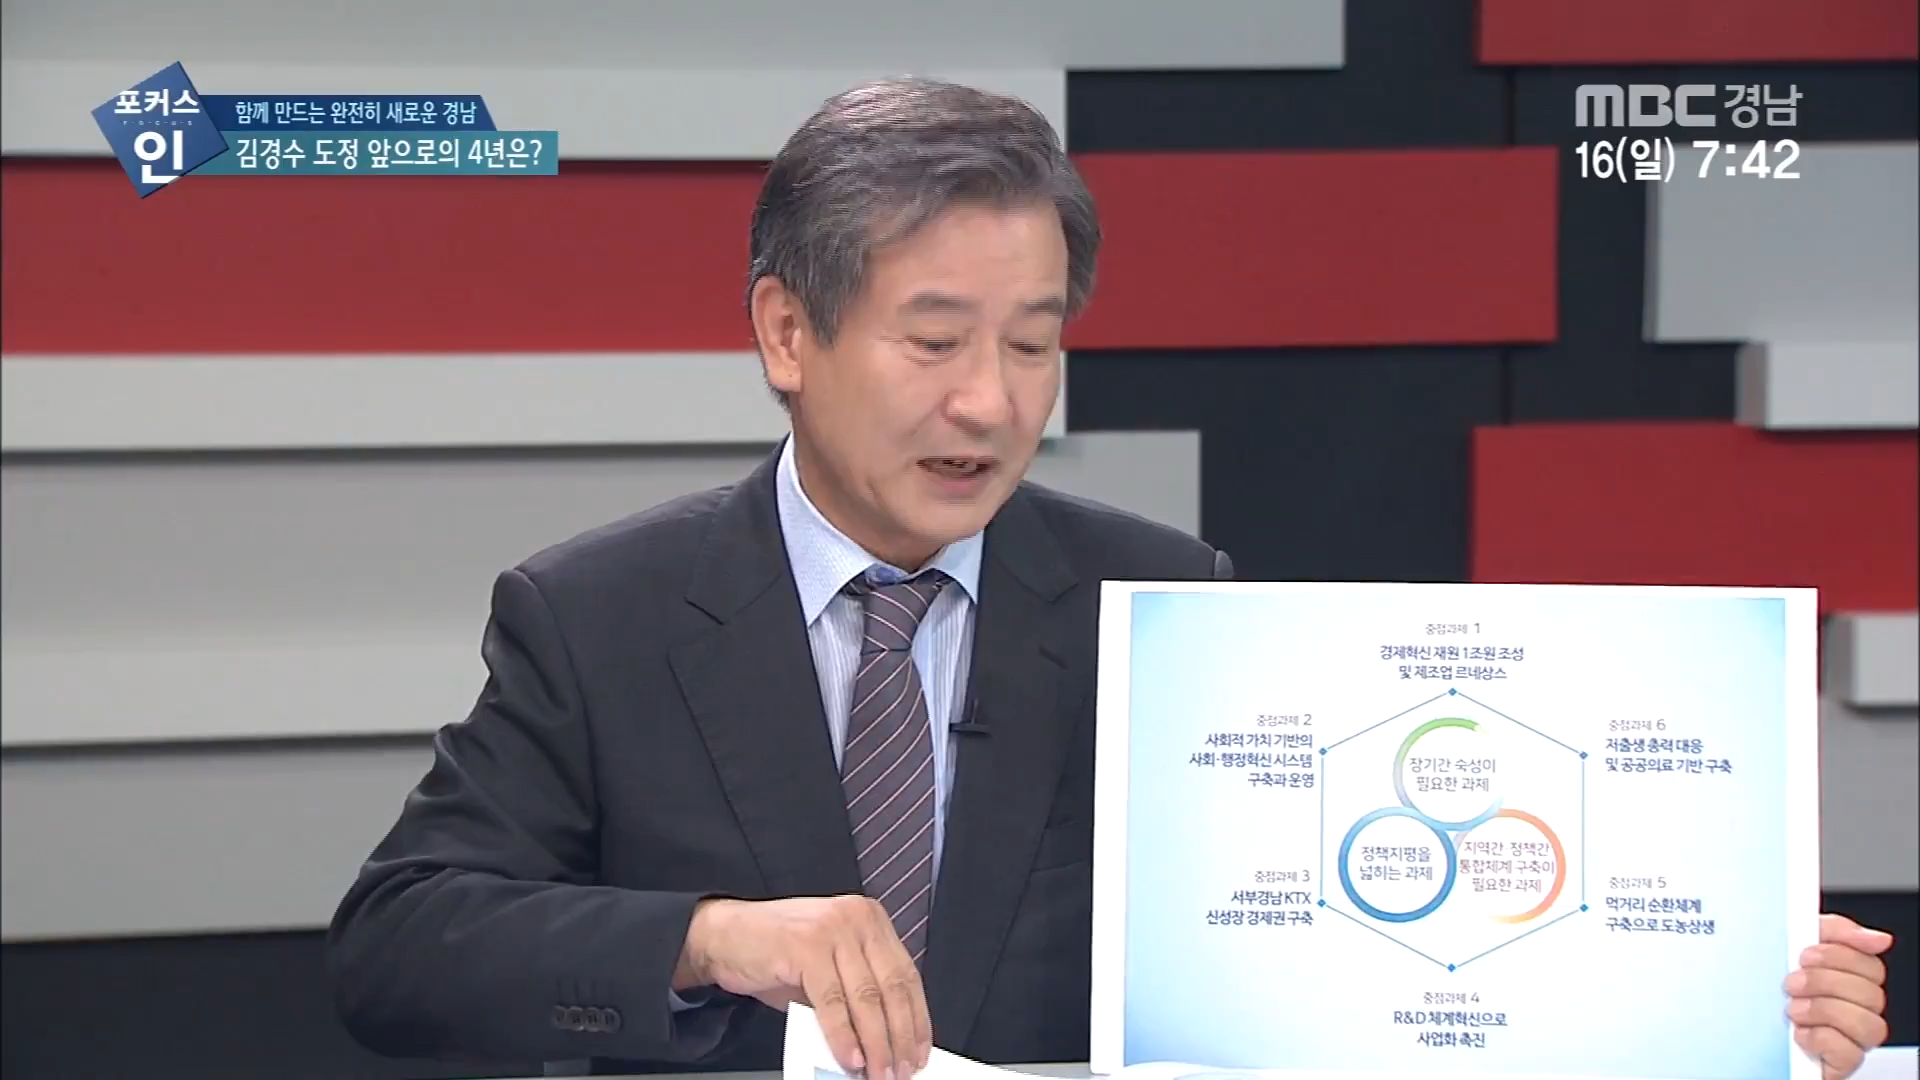 포커스
FOCUS
인
함께 만드는 완전히 새로운 경남
김경수 도정 앞으로의 4년은?
MBC경남
16(일) 7:42
중점과제 1
경제혁신 재원 1조원 조성
및 제조업 르네상스
중점과제 2
사회적 가치 기반의
사회·행정혁신 시스템
구축과 운영
중점과제 6
저출생 총력 대응
및 공공의료 기반 구축
장기간 숙성이
필요한 과제
정책지평을
넓히는 과제
지역간 정책간
통합체계 구축이
필요한 과제
중점과제 3
서부경남 KTX
신성장 경제권 구축
중점과제 5
먹거리 순환체계
구축으로 도농상생
중점과제 4
R&D 체계혁신으로
사업화 촉진